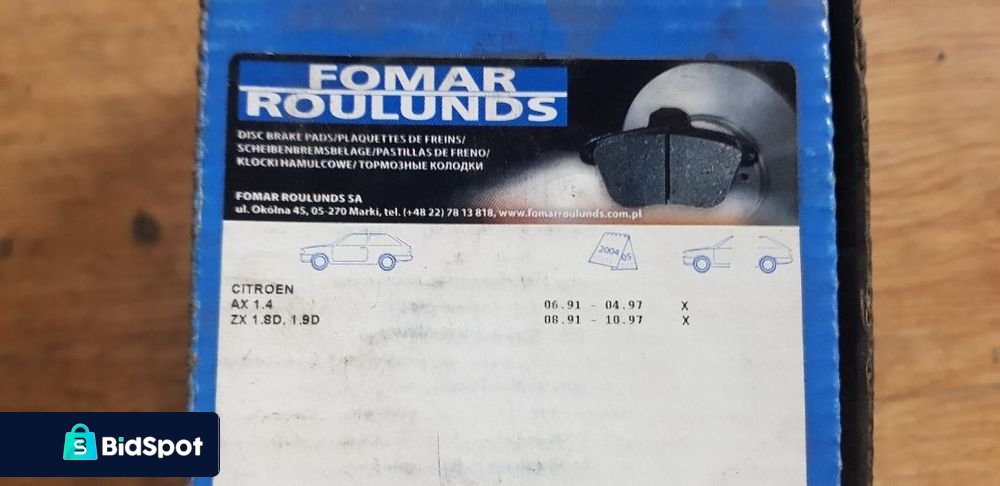 FOMAR
ROULUNDS
DISC BRAKE PADS/PLAQUETTES DE FREINS/
SCHEIBENBREMSBELAGE/PASTILLAS DE FRENO/
KLOCKI HAMULCOWE/ТОРМОЗНЫЕ КОЛОДКИ
FOMAR ROULUNDS SA
ul. Okólna 45, 05-270 Marki, tel. (+48 22) 78 13 818, www.fomarroulunds.com.pl
2004 05
CITROEN
AX 1.4 06.91 - 04.97 X
ZX 1.8D, 1.9D 08.91 - 10.97 X
S BidSpot